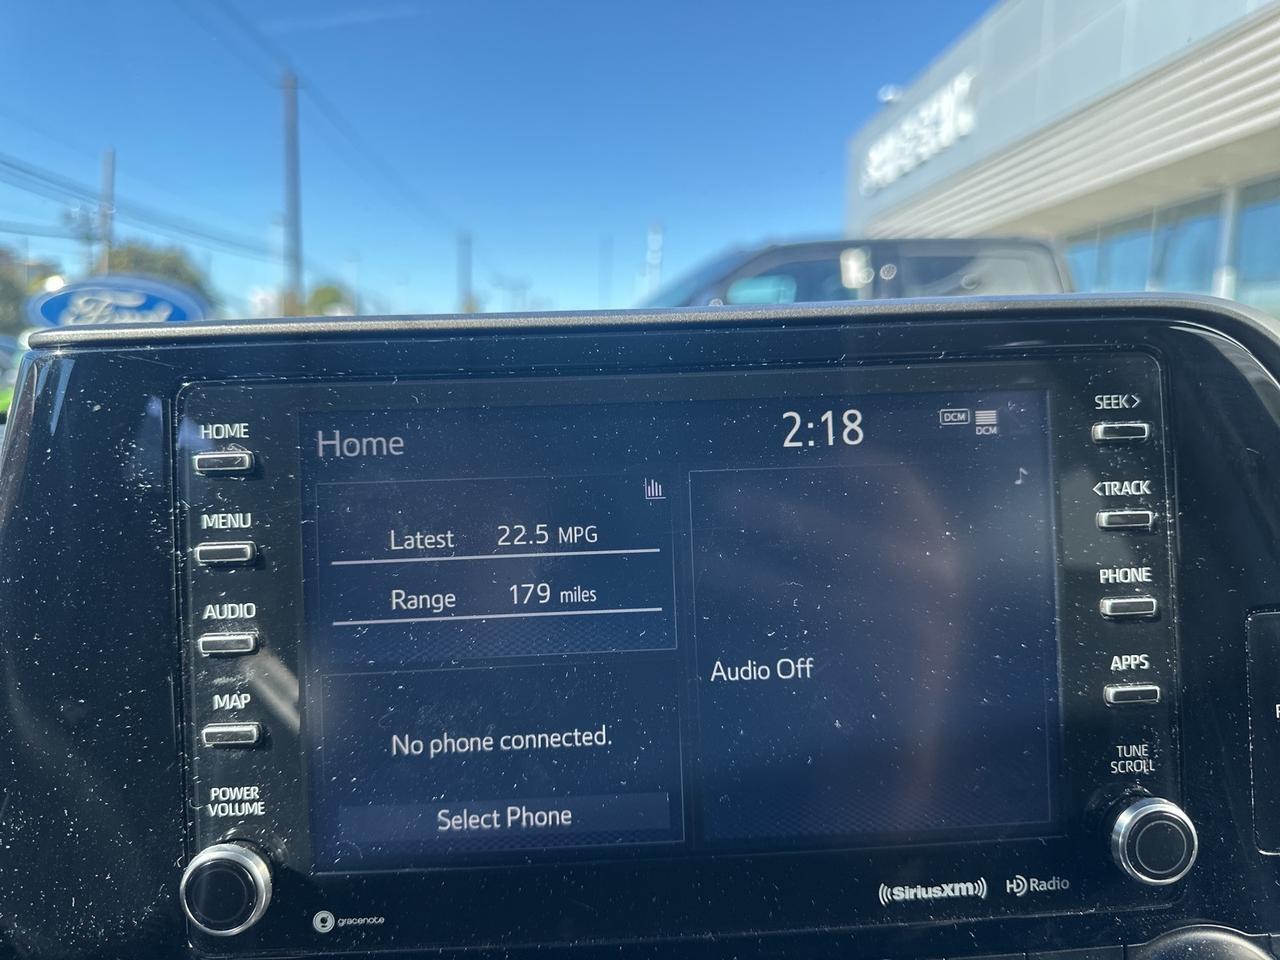 Ford
HOME
MENU
AUDIO
MAP
POWER
VOLUME
Home
2:18
DCM
DCM
Latest 22.5 MPG
Range 179 miles
No phone connected.
Select Phone
Audio Off
SEEK>
<TRACK
PHONE
APPS
TUNE
SCROLL
gracenote
((SiriusXM))
HD Radio